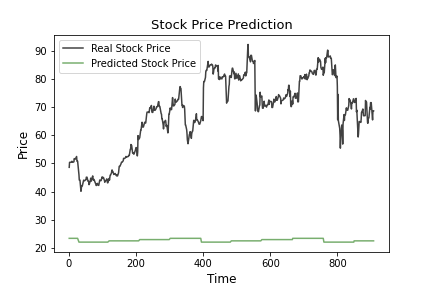 Stock Price Prediction
Real Stock Price
Predicted Stock Price
90
80
70
60
50
40
30
20
Price
0 200 400 600 800
Time